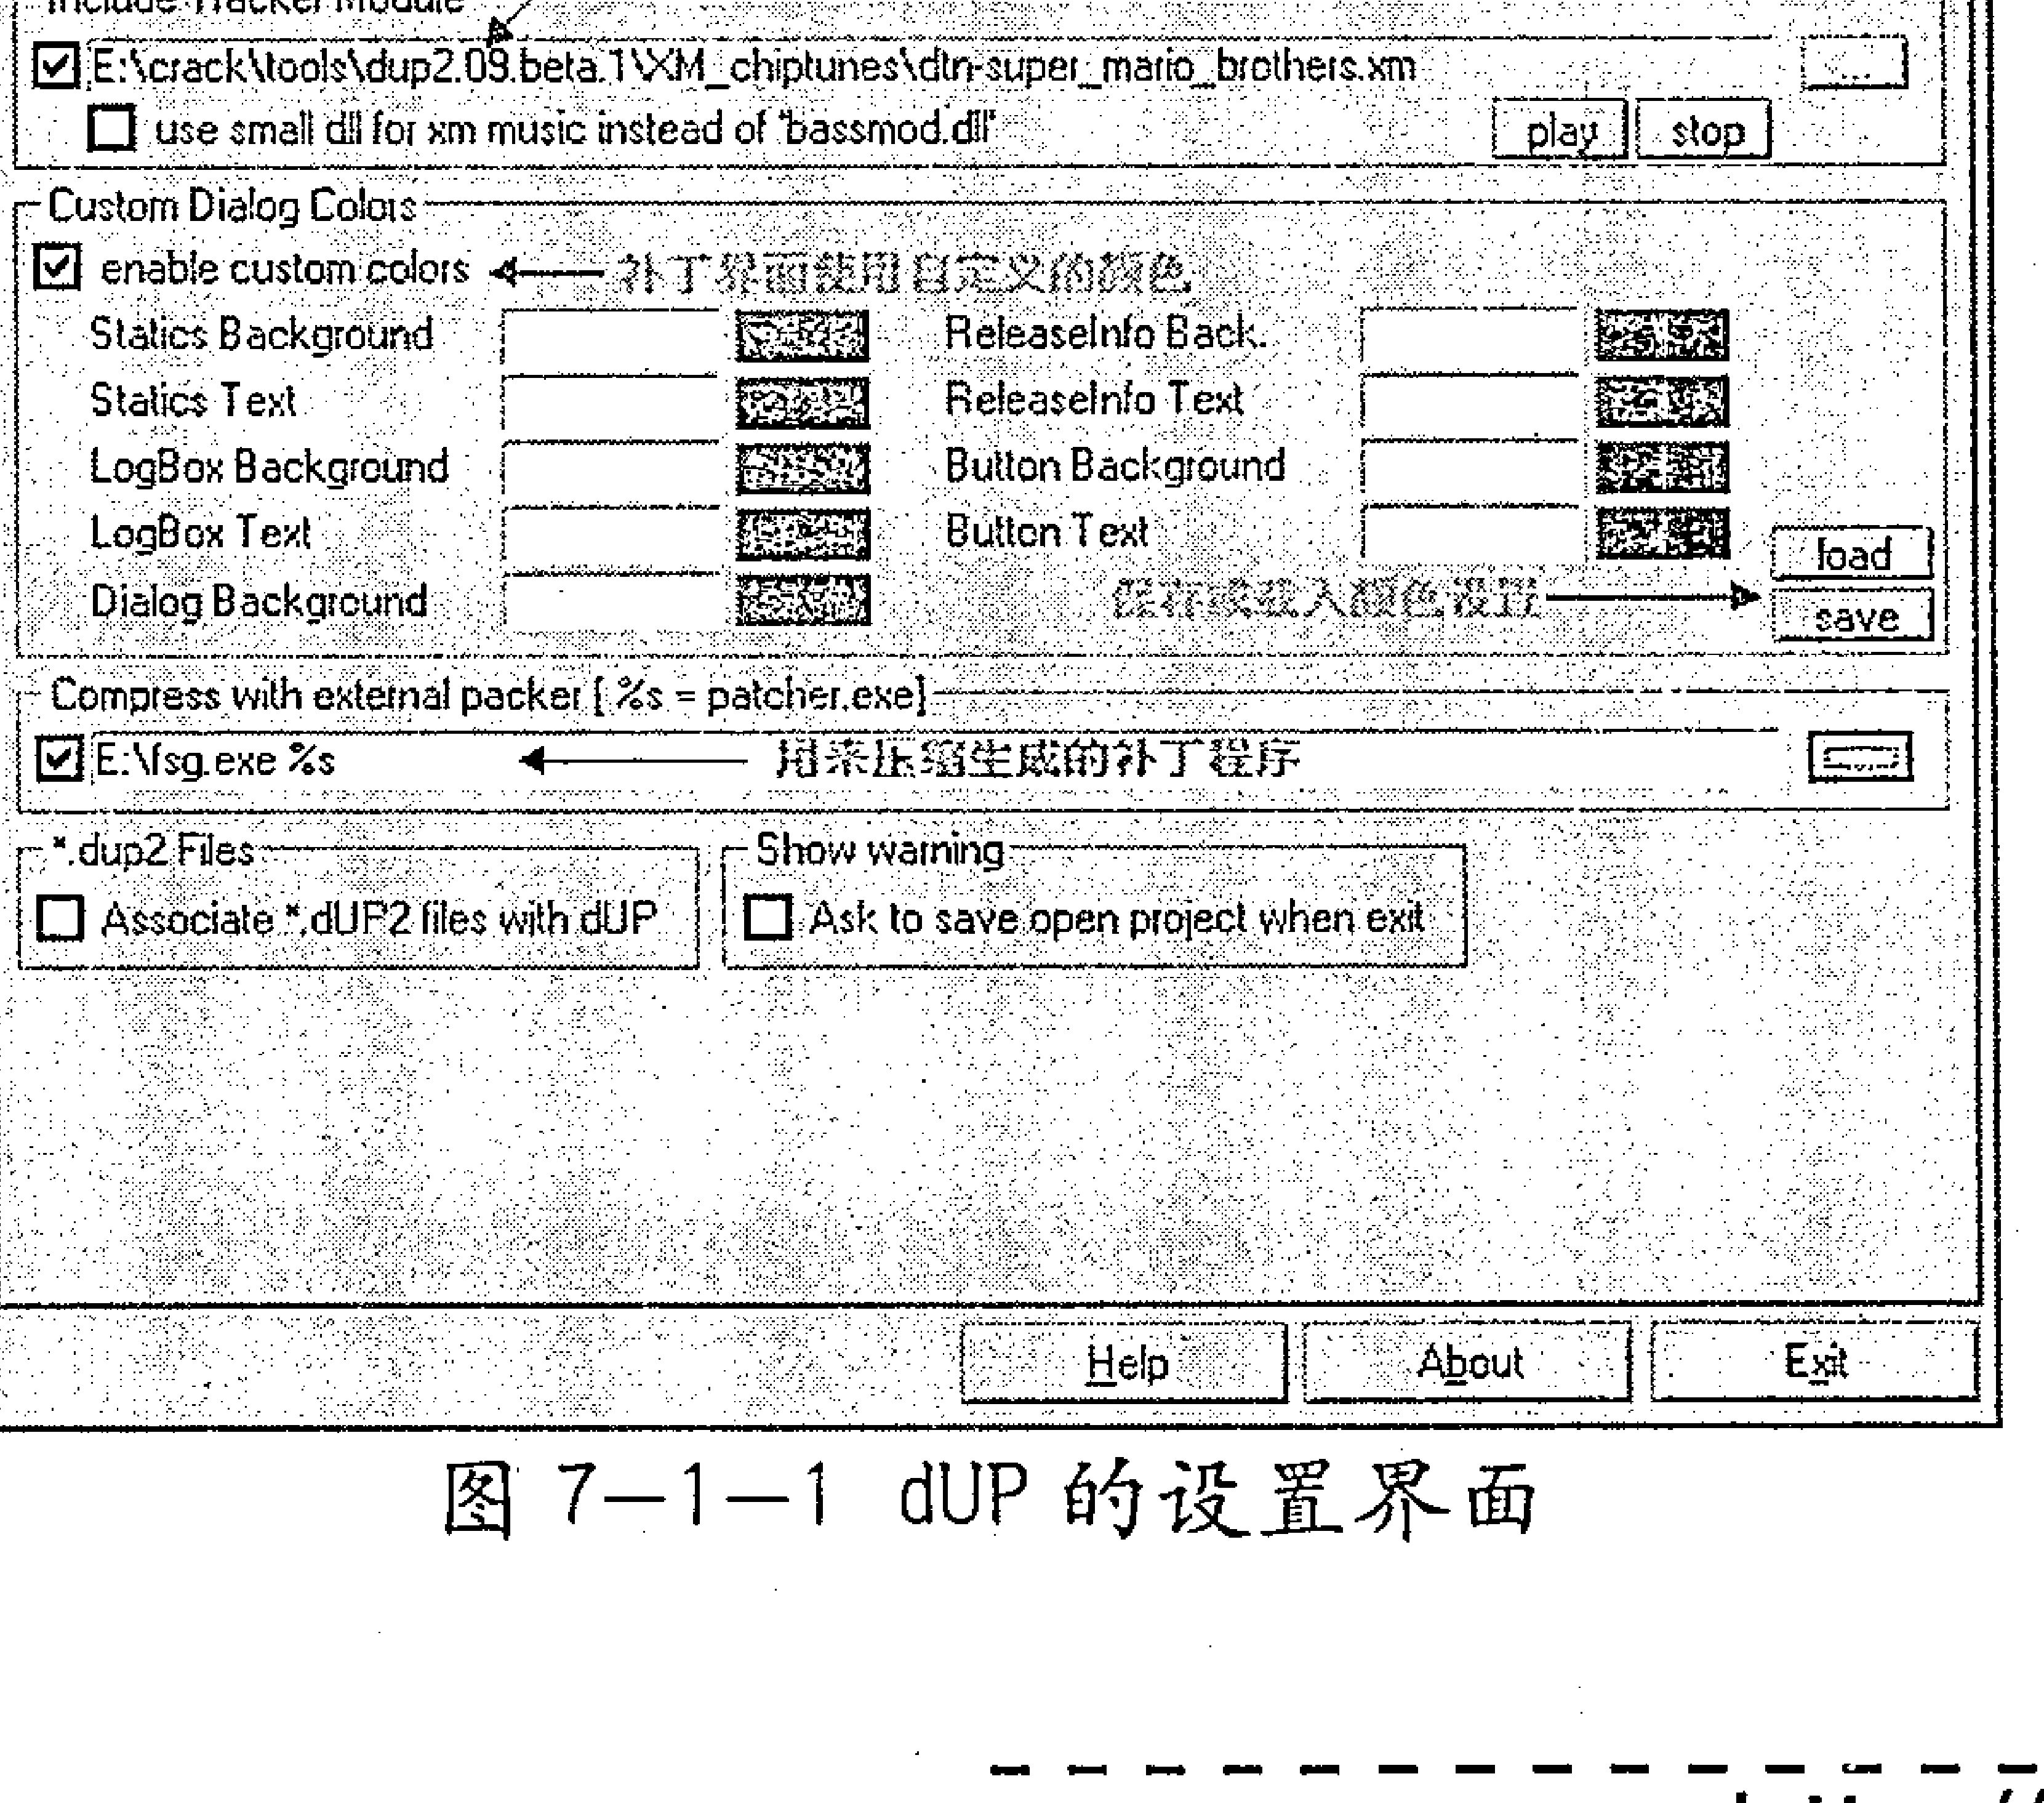 Include Tracker Module
E:\crack\tools\dup2.09.beta.1\XM_chiptunes\dtn-super_mario_brothers.xm ...
use small dll for xm music instead of 'bassmod.dll' play stop
Custom Dialog Colors
enable custom colors 补丁界面使用自定义的颜色
Statics Background ReleaseInfo Back.
Statics Text ReleaseInfo Text
LogBox Background Button Background
LogBox Text Button Text load
Dialog Background 保存或载入颜色设置 save
Compress with external packer [ %s = patcher.exe]
E:\fsg.exe %s 用来压缩生成的补丁程序 ...
*.dup2 Files Show warning
Associate *.dUP2 files with dUP Ask to save open project when exit
Help About Exit
图 7-1-1 dUP 的设置界面